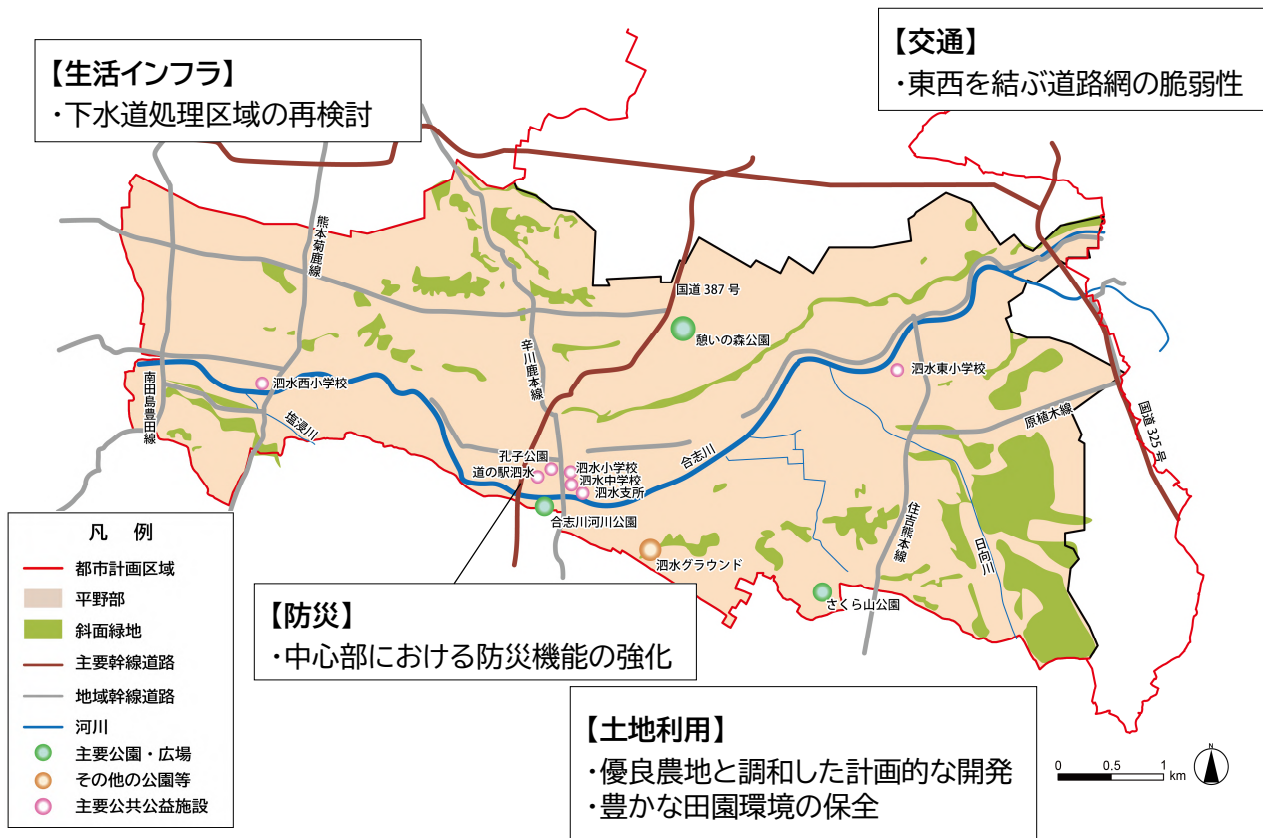 【生活インフラ】
・下水道処理区域の再検討
【交通】
・東西を結ぶ道路網の脆弱性
熊本菊鹿線
国道 387 号
憩いの森公園
辛川鹿本線
泗水西小学校
泗水東小学校
南田島豊田線
塩浸川
原植木線
国道 325 号
合志川
孔子公園
道の駅泗水
泗水小学校
泗水中学校
泗水支所
合志川河川公園
住吉熊本線
日向川
泗水グラウンド
さくら山公園
凡 例
都市計画区域
平野部
斜面緑地
主要幹線道路
地域幹線道路
河川
主要公園・広場
その他の公園等
主要公共公益施設
【防災】
・中心部における防災機能の強化
【土地利用】
・優良農地と調和した計画的な開発
・豊かな田園環境の保全
0 0.5 1
km
N